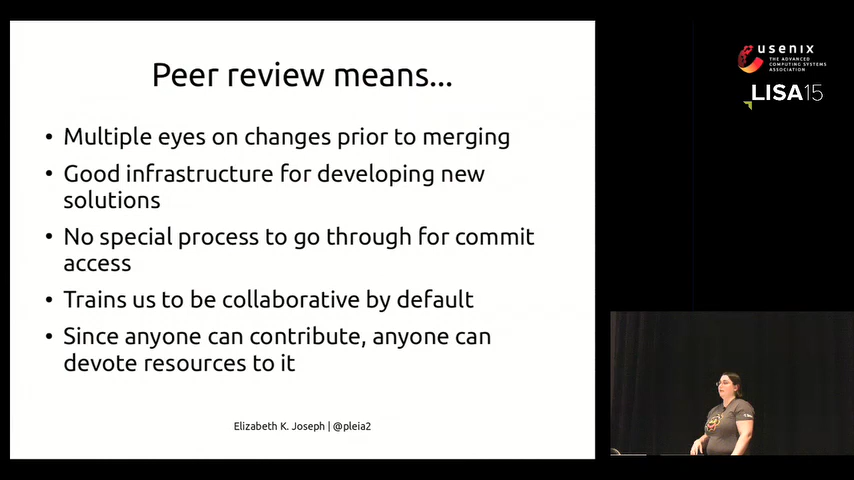 Peer review means...
• Multiple eyes on changes prior to merging
• Good infrastructure for developing new
solutions
• No special process to go through for commit
access
• Trains us to be collaborative by default
• Since anyone can contribute, anyone can
devote resources to it
Elizabeth K. Joseph | @pleia2
usenix
THE ADVANCED
COMPUTING SYSTEMS
ASSOCIATION
LISA15